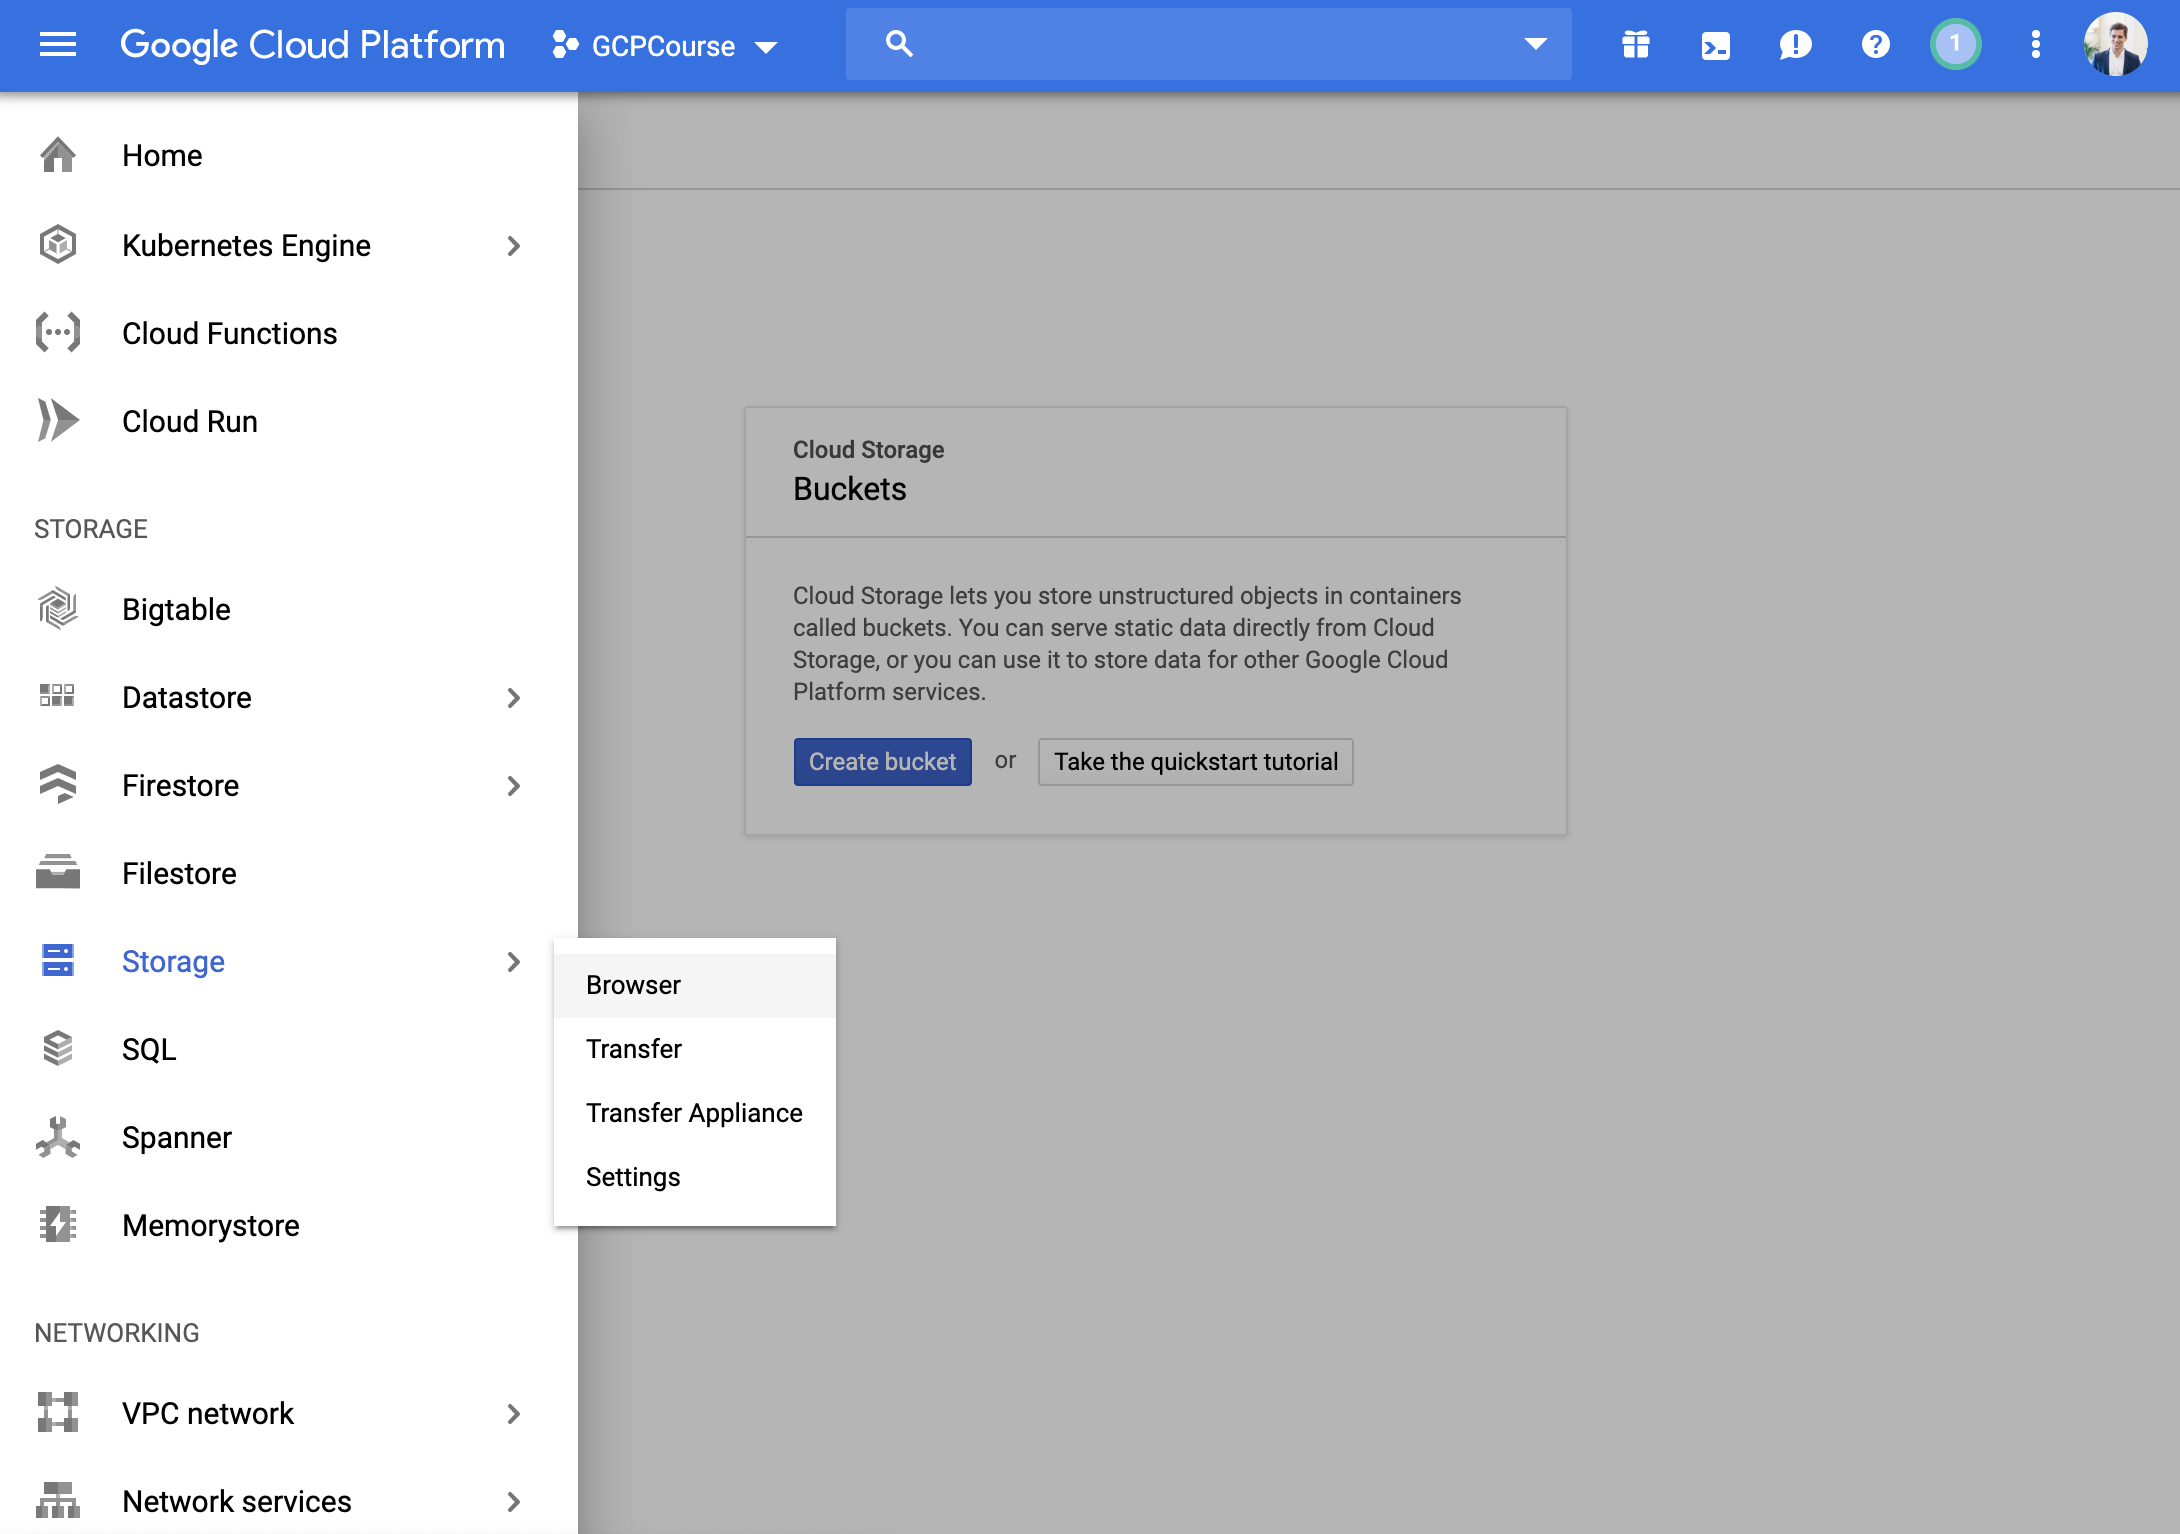 Google Cloud Platform
GCPCourse
1
Home
Kubernetes Engine
Cloud Functions
Cloud Run
STORAGE
Bigtable
Datastore
Firestore
Filestore
Storage
SQL
Spanner
Memorystore
NETWORKING
VPC network
Network services
Browser
Transfer
Transfer Appliance
Settings
Cloud Storage
Buckets
Cloud Storage lets you store unstructured objects in containers
called buckets. You can serve static data directly from Cloud
Storage, or you can use it to store data for other Google Cloud
Platform services.
Create bucket or Take the quickstart tutorial